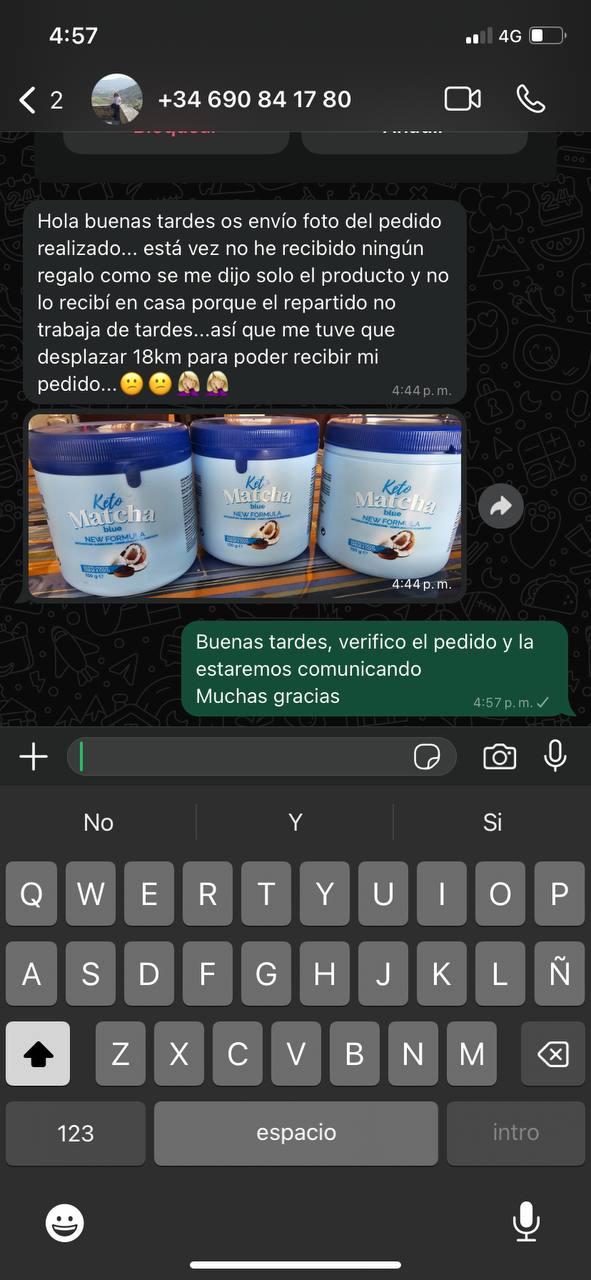 4:57
4G
2
+34 690 84 17 80
Bloquear
Añadir
Hola buenas tardes os envío foto del pedido
realizado... está vez no he recibido ningún
regalo como se me dijo solo el producto y no
lo recibí en casa porque el repartido no
trabaja de tardes...así que me tuve que
desplazar 18km para poder recibir mi
pedido...😕😕🤦🏼‍♀️🤦🏼‍♀️
4:44 p. m.
Keto
Matcha
blue
NEW FORMULA
Keto
Matcha
blue
NEW FORMULA
Keto
Matcha
blue
NEW FORMULA
4:44 p. m.
Buenas tardes, verifico el pedido y la
estaremos comunicando
Muchas gracias
4:57 p. m.
No Y Si
Q W E R T Y U I O P
A S D F G H J K L Ñ
Z X C V B N M
123 espacio intro